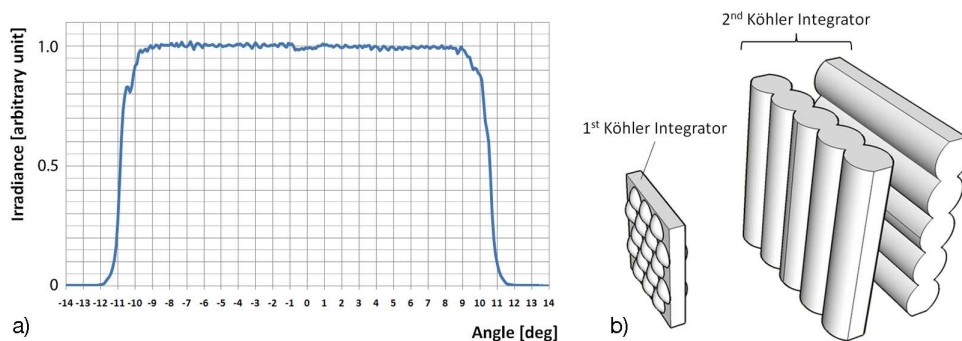 Irradiance [arbitrary unit]
1.0
0.5
0
-14 -13 -12 -11 -10 -9 -8 -7 -6 -5 -4 -3 -2 -1 0 1 2 3 4 5 6 7 8 9 10 11 12 13 14
Angle [deg]
a)
2nd Köhler Integrator
1st Köhler Integrator
b)